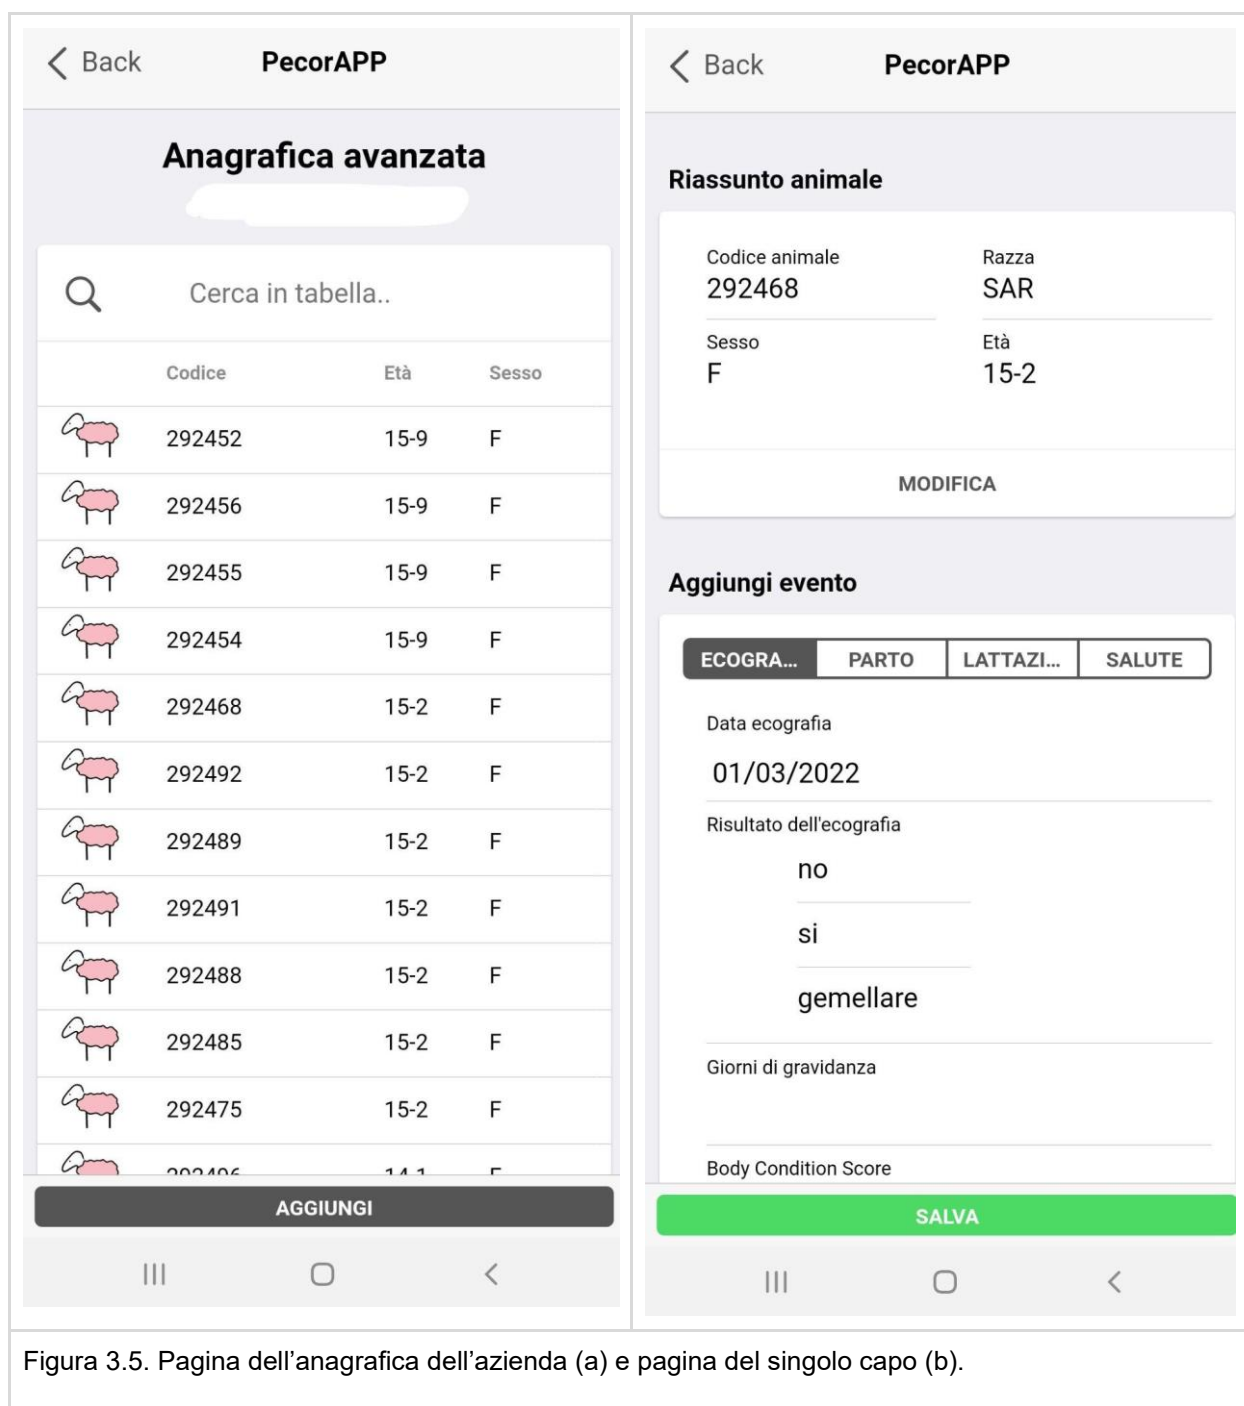 Back PecorAPP
Anagrafica avanzata
Cerca in tabella..
Codice Età Sesso
292452 15-9 F
292456 15-9 F
292455 15-9 F
292454 15-9 F
292468 15-2 F
292492 15-2 F
292489 15-2 F
292491 15-2 F
292488 15-2 F
292485 15-2 F
292475 15-2 F
AGGIUNGI
Back PecorAPP
Riassunto animale
Codice animale Razza
292468 SAR
Sesso Età
F 15-2
MODIFICA
Aggiungi evento
ECOGRA... PARTO LATTAZI... SALUTE
Data ecografia
01/03/2022
Risultato dell'ecografia
no
si
gemellare
Giorni di gravidanza
Body Condition Score
SALVA
Figura 3.5. Pagina dell’anagrafica dell’azienda (a) e pagina del singolo capo (b).